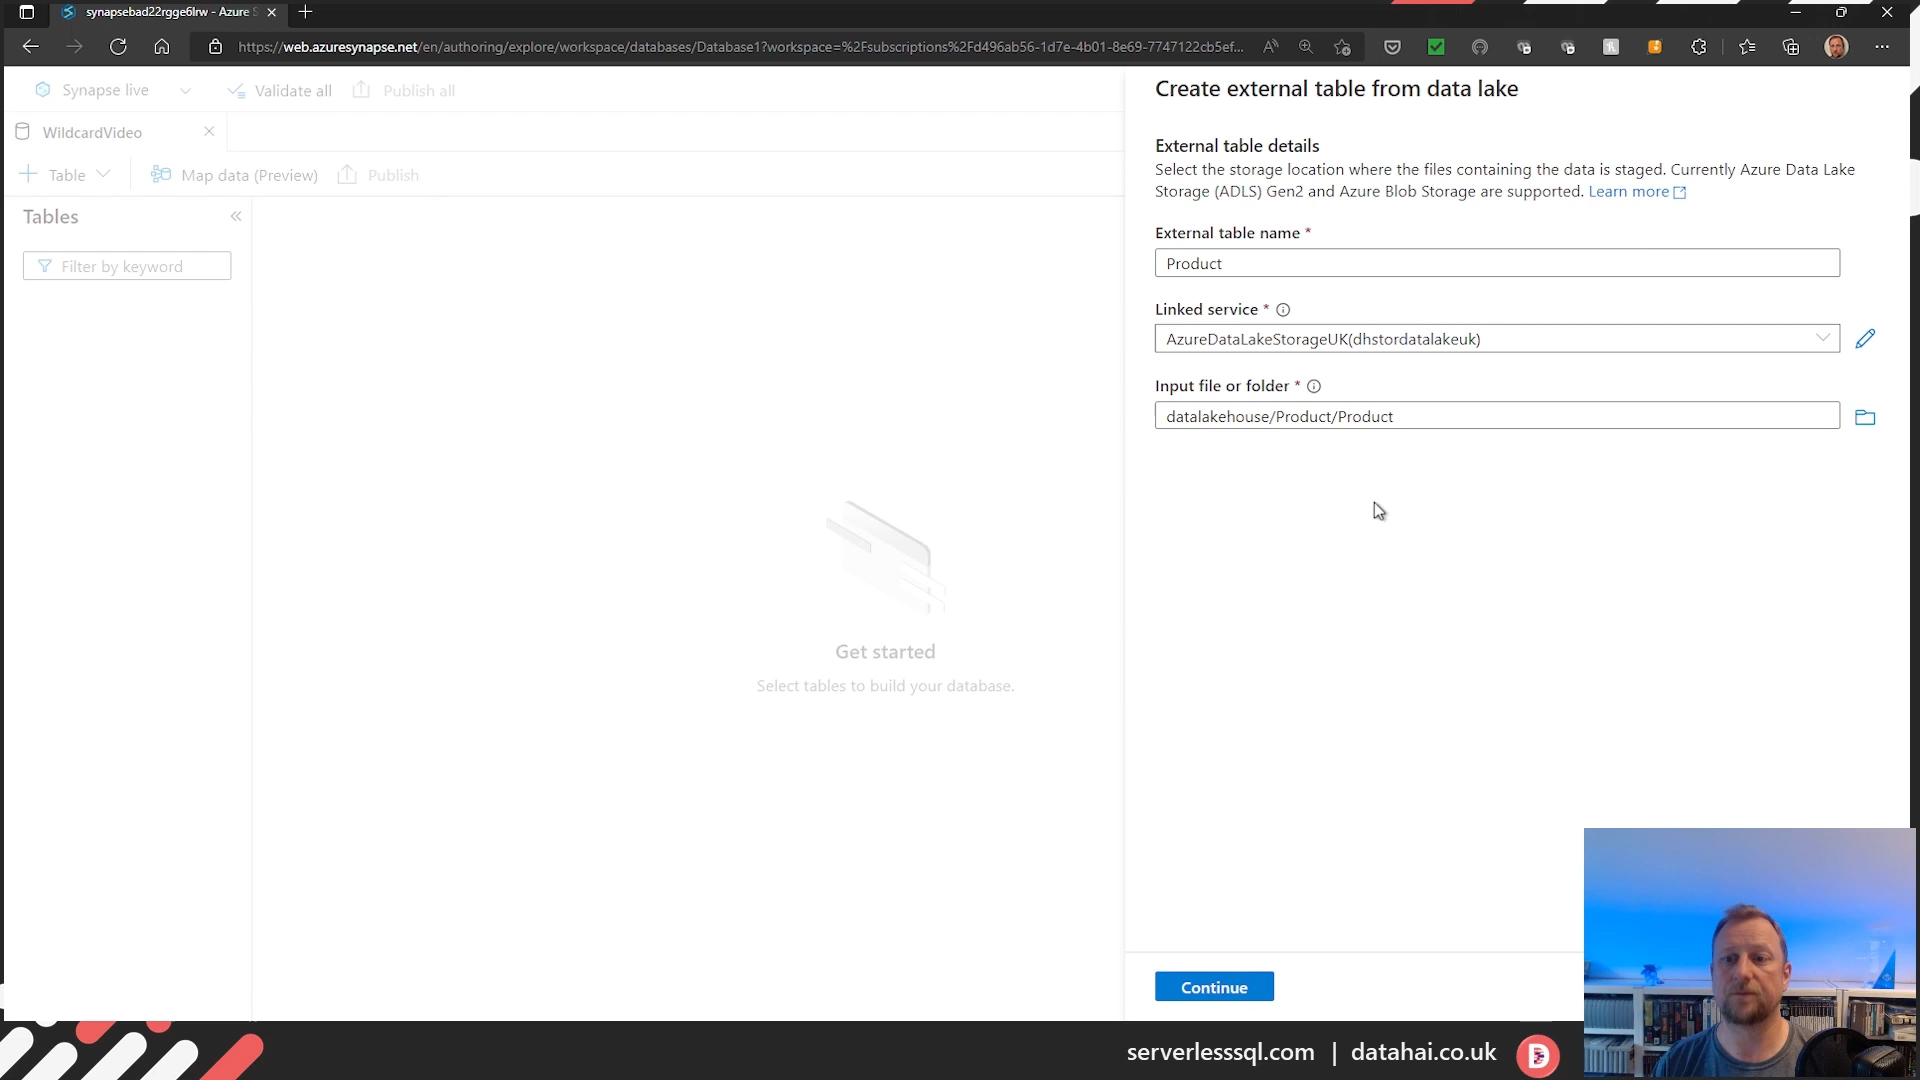 synapsebad22rgge6lrw - Azure S
https://web.azuresynapse.net/en/authoring/explore/workspace/databases/Database1?workspace=%2Fsubscriptions%2Fd496ab56-1d7e-4b01-8e69-7747122cb5ef...
Synapse live
Validate all
Publish all
WildcardVideo
Table
Map data (Preview)
Publish
Tables
Filter by keyword
Get started
Select tables to build your database.
Create external table from data lake
External table details
Select the storage location where the files containing the data is staged. Currently Azure Data Lake
Storage (ADLS) Gen2 and Azure Blob Storage are supported. Learn more
External table name *
Product
Linked service *
AzureDataLakeStorageUK(dhstordatalakeuk)
Input file or folder *
datalakehouse/Product/Product
Continue
serverlesssql.com | datahai.co.uk
D